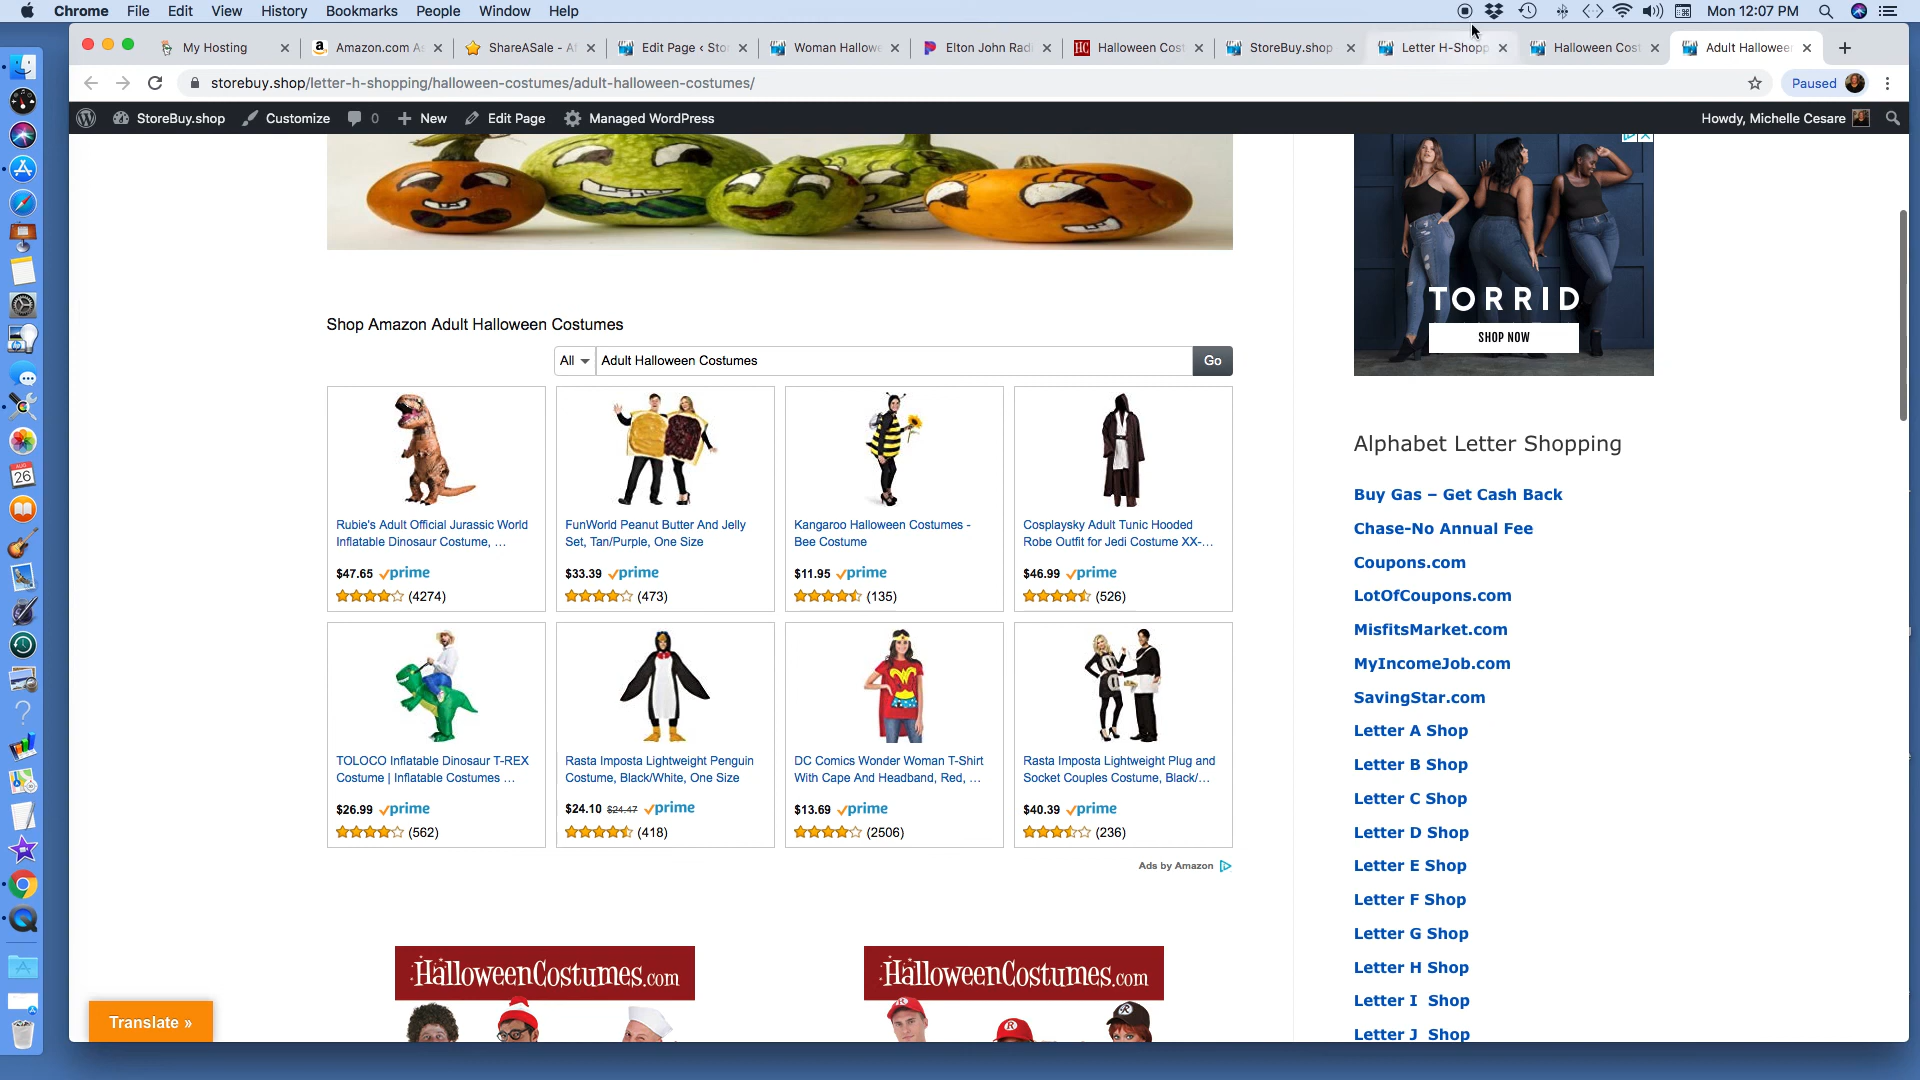 Chrome File Edit View History Bookmarks People Window Help Mon 12:07 PM
My Hosting Amazon.com As ShareASale - Af Edit Page ‹ Stor Woman Hallowe Elton John Radi HC Halloween Cost StoreBuy.shop Letter H-Shopp Halloween Cost Adult Halloween
storebuy.shop/letter-h-shopping/halloween-costumes/adult-halloween-costumes/ Paused
StoreBuy.shop Customize 0 New Edit Page Managed WordPress Howdy, Michelle Cesare
TORRID
SHOP NOW
Shop Amazon Adult Halloween Costumes
All Adult Halloween Costumes Go
Rubie's Adult Official Jurassic World
Inflatable Dinosaur Costume, ...
$47.65 prime
(4274)
FunWorld Peanut Butter And Jelly
Set, Tan/Purple, One Size
$33.39 prime
(473)
Kangaroo Halloween Costumes -
Bee Costume
$11.95 prime
(135)
Cosplaysky Adult Tunic Hooded
Robe Outfit for Jedi Costume XX-...
$46.99 prime
(526)
TOLOCO Inflatable Dinosaur T-REX
Costume | Inflatable Costumes ...
$26.99 prime
(562)
Rasta Imposta Lightweight Penguin
Costume, Black/White, One Size
$24.10 $24.47 prime
(418)
DC Comics Wonder Woman T-Shirt
With Cape And Headband, Red, ...
$13.69 prime
(2506)
Rasta Imposta Lightweight Plug and
Socket Couples Costume, Black/...
$40.39 prime
(236)
Ads by Amazon
HalloweenCostumes.com
HalloweenCostumes.com
Translate »
Alphabet Letter Shopping
Buy Gas – Get Cash Back
Chase-No Annual Fee
Coupons.com
LotOfCoupons.com
MisfitsMarket.com
MyIncomeJob.com
SavingStar.com
Letter A Shop
Letter B Shop
Letter C Shop
Letter D Shop
Letter E Shop
Letter F Shop
Letter G Shop
Letter H Shop
Letter I Shop
Letter J Shop
AUG
26